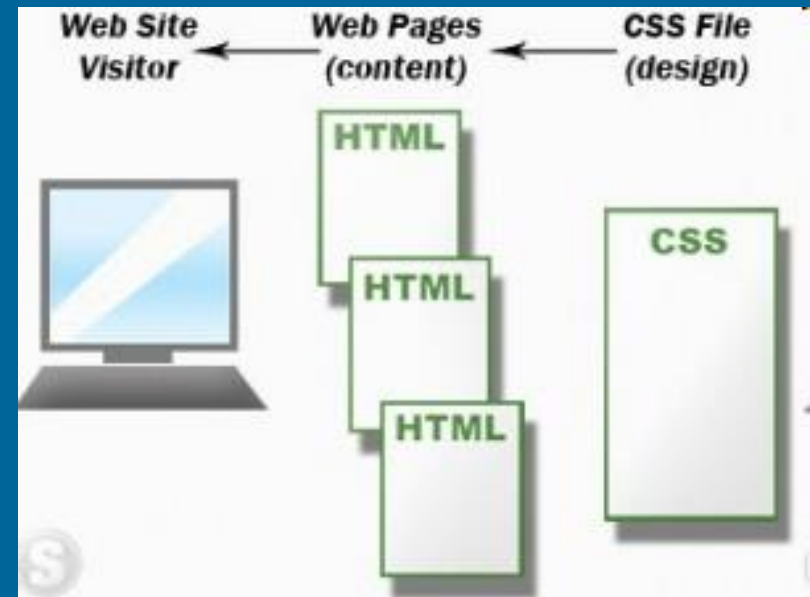 Web Site Visitor
Web Pages (content)
CSS File (design)
HTML
HTML
HTML
CSS
S